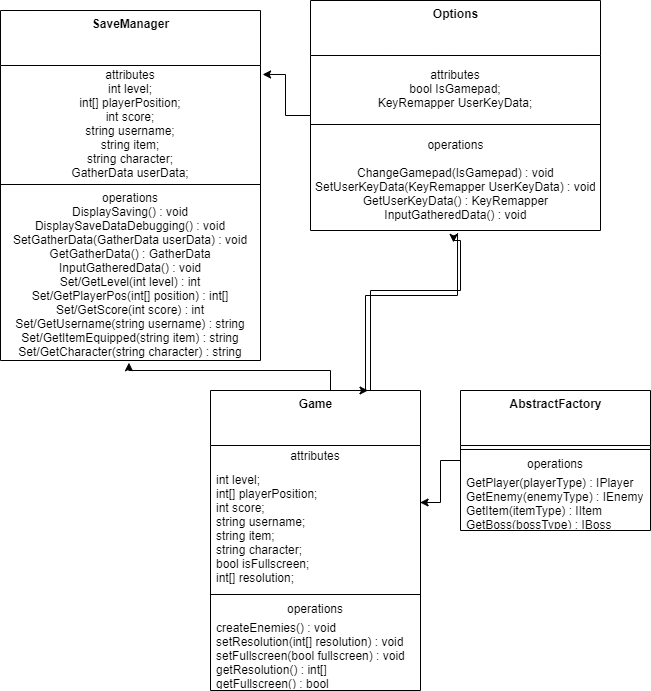 SaveManager
attributes
int level;
int[] playerPosition;
int score;
string username;
string item;
string character;
GatherData userData;
operations
DisplaySaving() : void
DisplaySaveDataDebugging() : void
SetGatherData(GatherData userData) : void
GetGatherData() : GatherData
InputGatheredData() : void
Set/GetLevel(int level) : int
Set/GetPlayerPos(int[] position) : int[]
Set/GetScore(int score) : int
Set/GetUsername(string username) : string
Set/GetItemEquipped(string item) : string
Set/GetCharacter(string character) : string
Options
attributes
bool IsGamepad;
KeyRemapper UserKeyData;
operations
ChangeGamepad(IsGamepad) : void
SetUserKeyData(KeyRemapper UserKeyData) : void
GetUserKeyData() : KeyRemapper
InputGatheredData() : void
Game
attributes
int level;
int[] playerPosition;
int score;
string username;
string item;
string character;
bool isFullscreen;
int[] resolution;
operations
createEnemies() : void
setResolution(int[] resolution) : void
setFullscreen(bool fullscreen) : void
getResolution() : int[]
getFullscreen() : bool
AbstractFactory
operations
GetPlayer(playerType) : IPlayer
GetEnemy(enemyType) : IEnemy
GetItem(itemType) : IItem
GetBoss(bossType) : IBoss